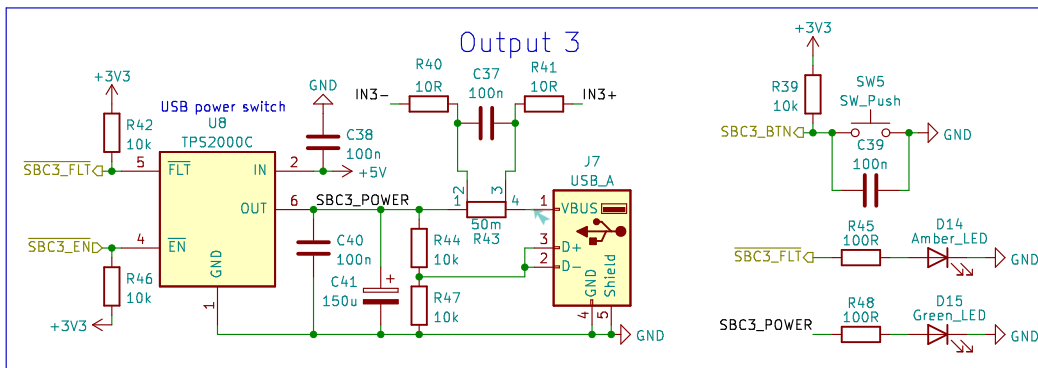 Output 3
+3V3
R42
10k
USB power switch
U8
TPS2000C
SBC3_FLT
5
FLT
IN
2
OUT
6
SBC3_EN
4
EN
GND
1
R46
10k
+3V3
GND
C38
100n
+5V
IN3-
R40
10R
C37
100n
R41
10R
IN3+
SBC3_POWER
1
2
3
4
50m
R43
C40
100n
C41
150u
+
R44
10k
R47
10k
J7
USB_A
1
VBUS
3
D+
2
D-
GND
Shield
4
5
GND
+3V3
R39
10k
SBC3_BTN
SW5
SW_Push
GND
C39
100n
SBC3_FLT
R45
100R
D14
Amber_LED
GND
SBC3_POWER
R48
100R
D15
Green_LED
GND